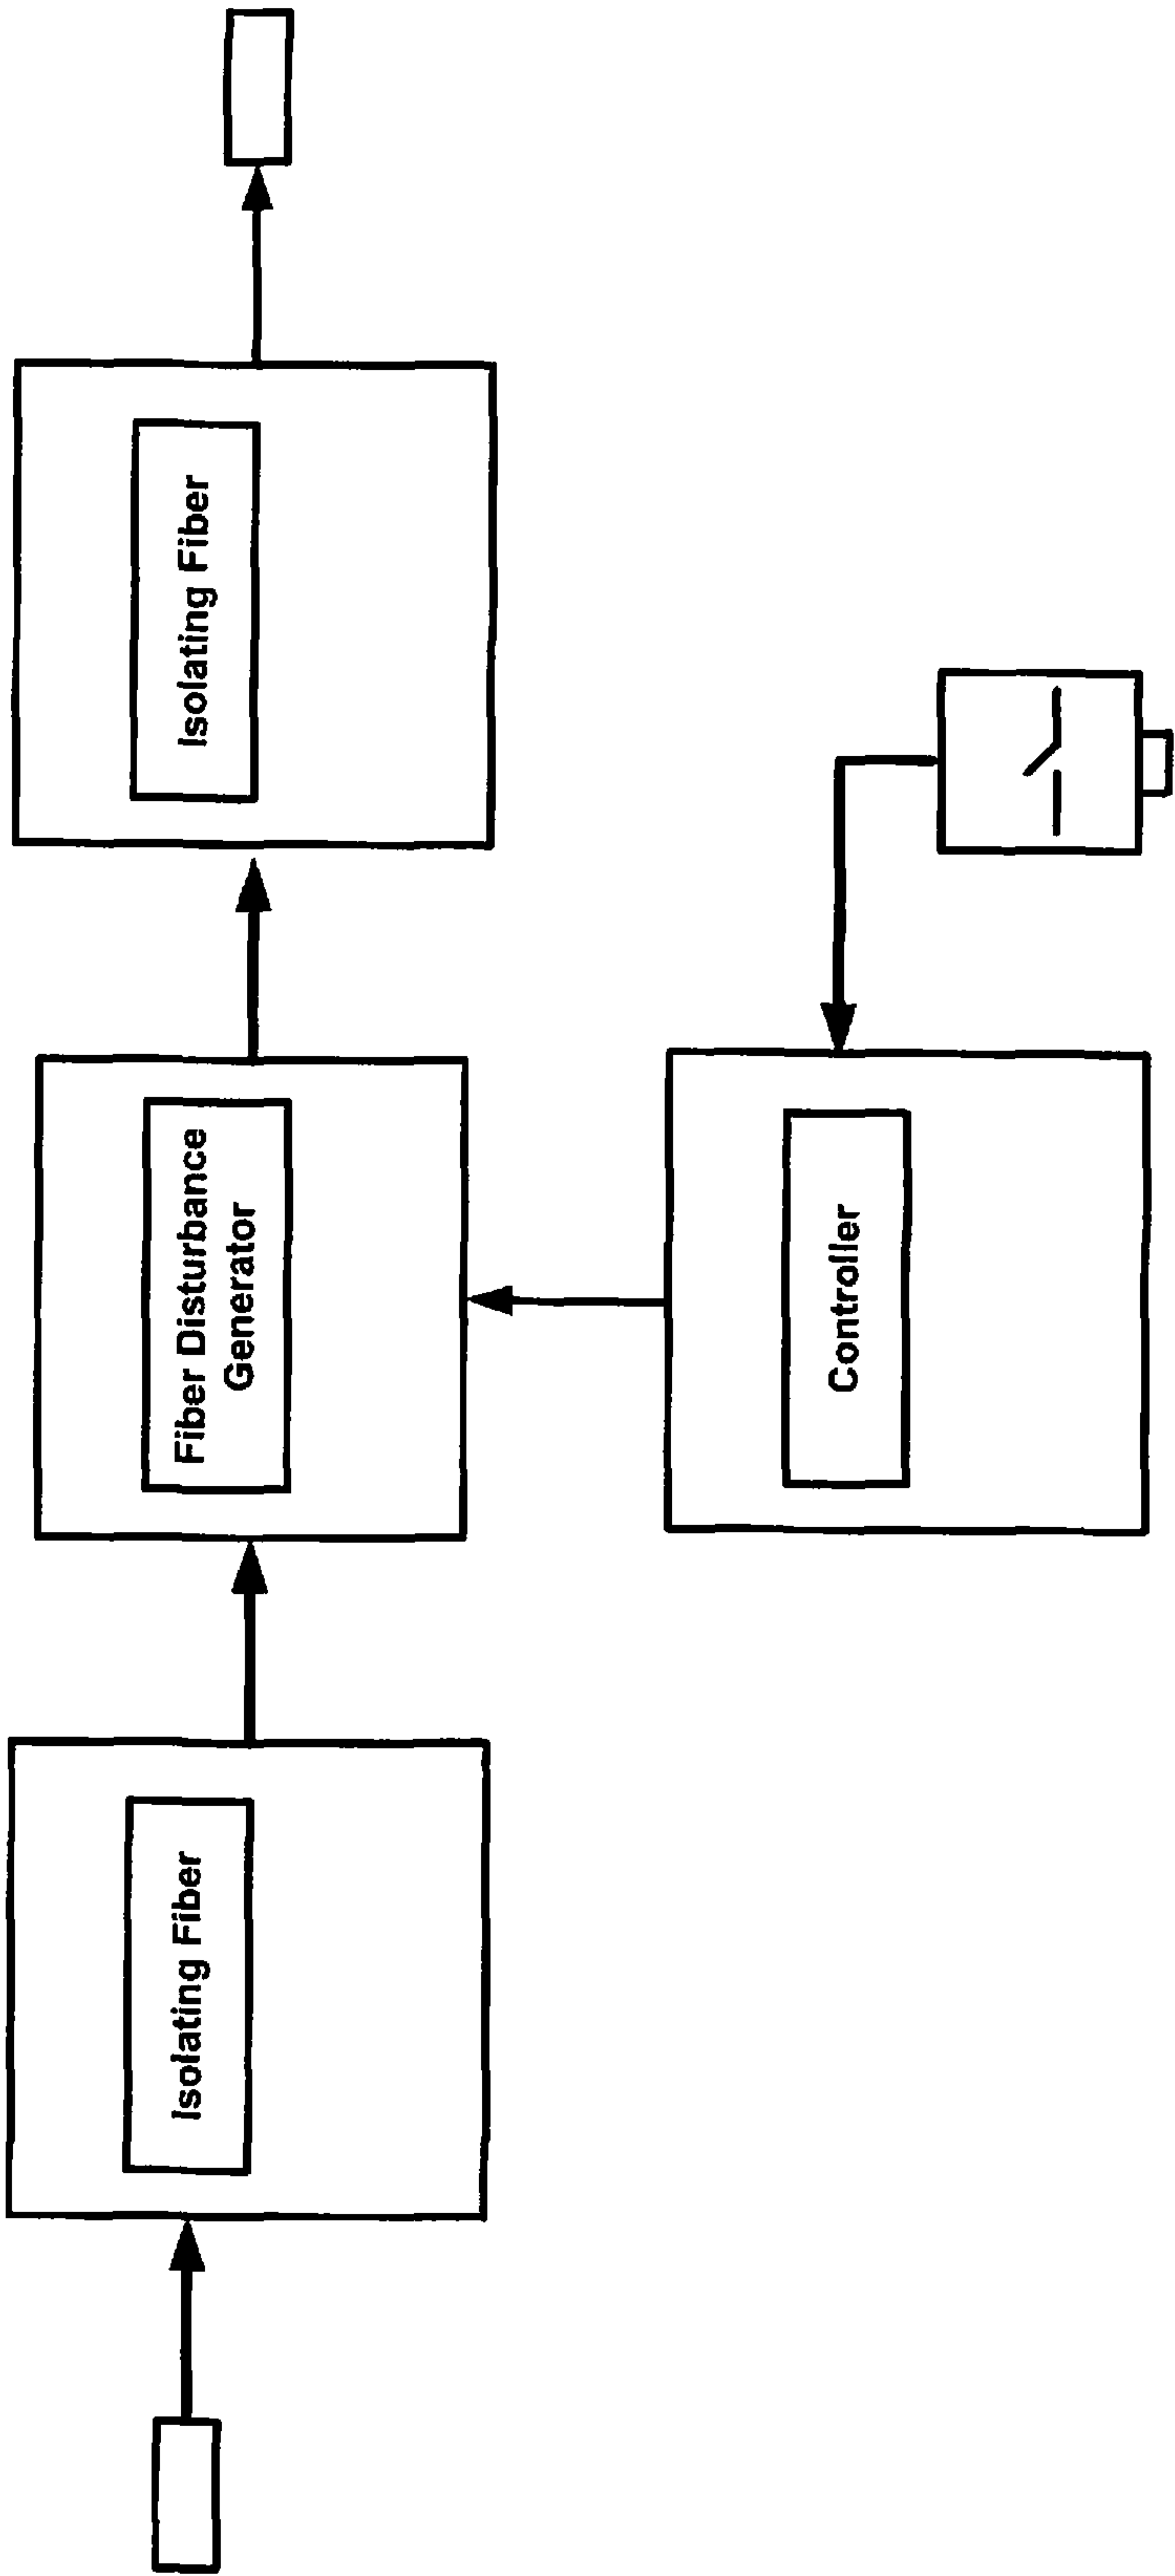 Isolating Fiber
Fiber Disturbance
Generator
Isolating Fiber
Controller